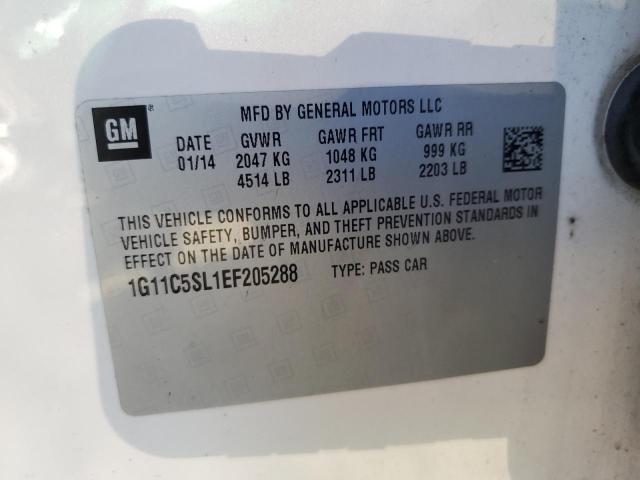 GM
MFD BY GENERAL MOTORS LLC
DATE GVWR GAWR FRT GAWR RR
01/14 2047 KG 1048 KG 999 KG
4514 LB 2311 LB 2203 LB
THIS VEHICLE CONFORMS TO ALL APPLICABLE U.S. FEDERAL MOTOR
VEHICLE SAFETY, BUMPER, AND THEFT PREVENTION STANDARDS IN
EFFECT ON THE DATE OF MANUFACTURE SHOWN ABOVE.
1G11C5SL1EF205288 TYPE: PASS CAR